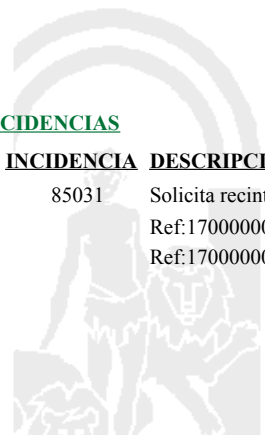 CIDENCIAS
INCIDENCIA DESCRIPCI
85031 Solicita recint
Ref:17000000
Ref:17000000